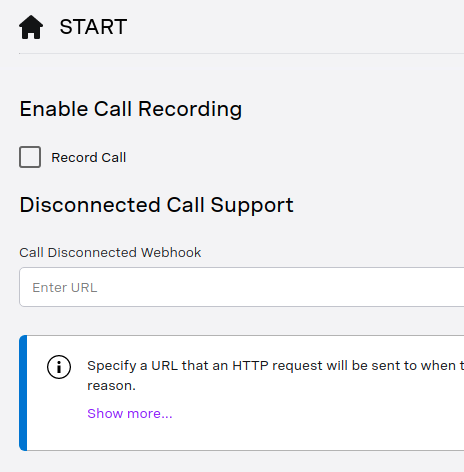 START
Enable Call Recording
Record Call
Disconnected Call Support
Call Disconnected Webhook
Enter URL
Specify a URL that an HTTP request will be sent to when
reason.
Show more...